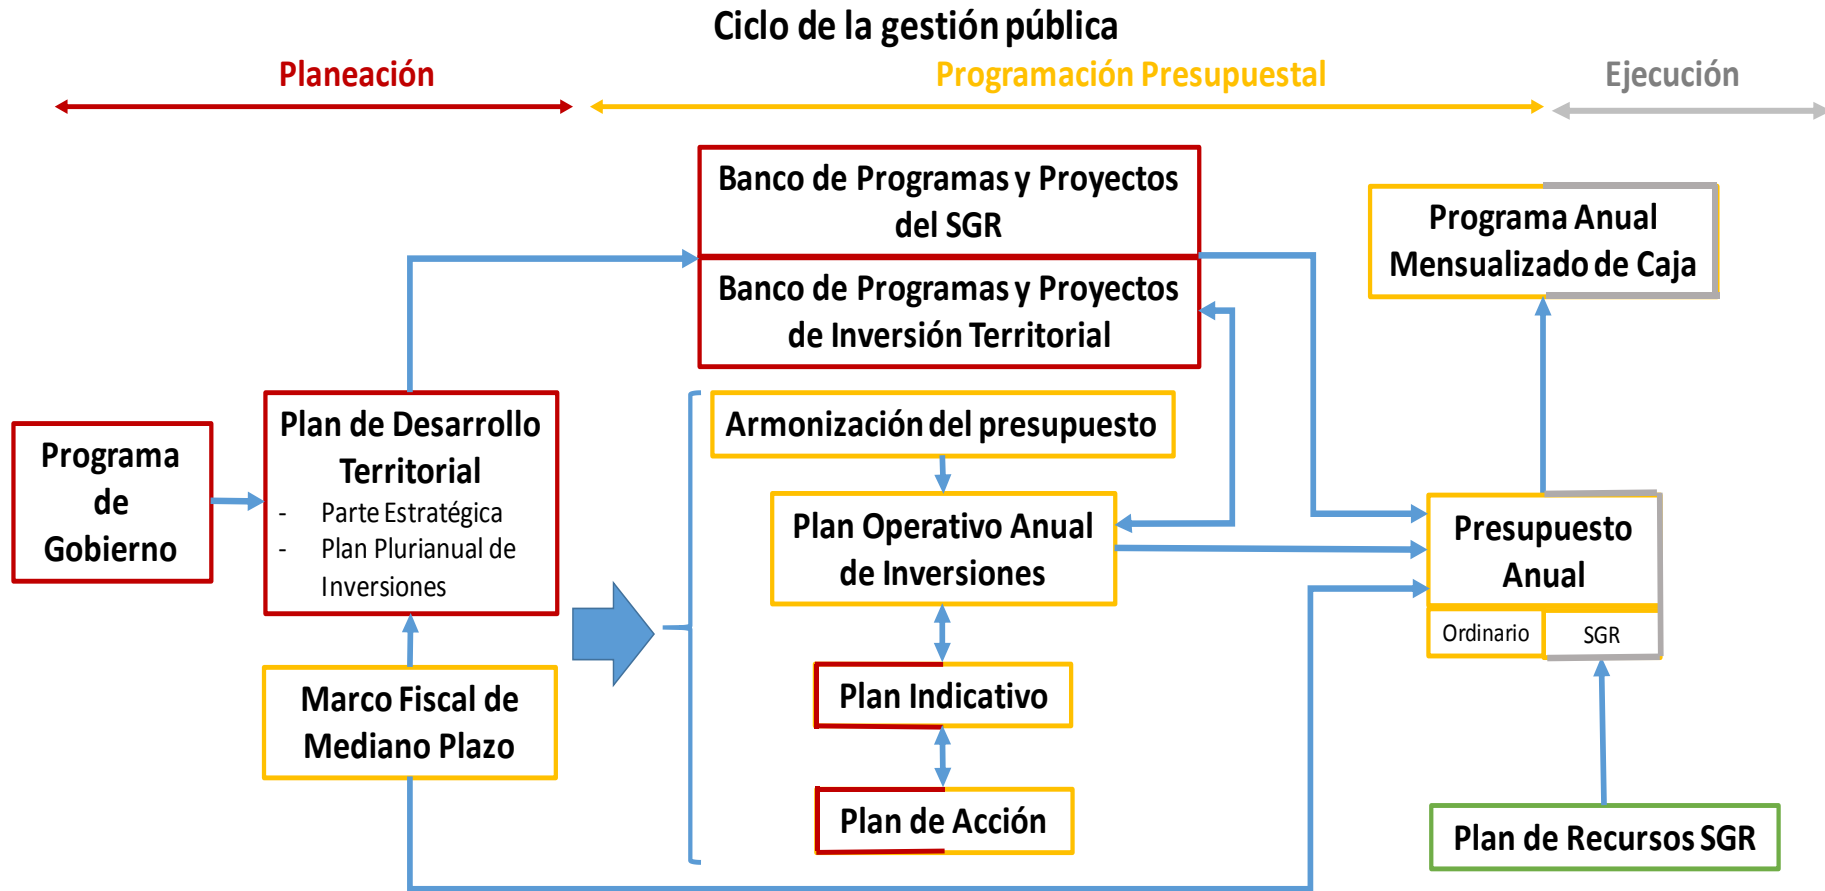 Ciclo de la gestión pública
Planeación
Programación Presupuestal
Ejecución
Banco de Programas y Proyectos
del SGR
Banco de Programas y Proyectos
de Inversión Territorial
Programa Anual
Mensualizado de Caja
Programa
de
Gobierno
Plan de Desarrollo
Territorial
- Parte Estratégica
- Plan Plurianual de
Inversiones
Armonización del presupuesto
Plan Operativo Anual
de Inversiones
Presupuesto
Anual
Ordinario
SGR
Marco Fiscal de
Mediano Plazo
Plan Indicativo
Plan de Acción
Plan de Recursos SGR